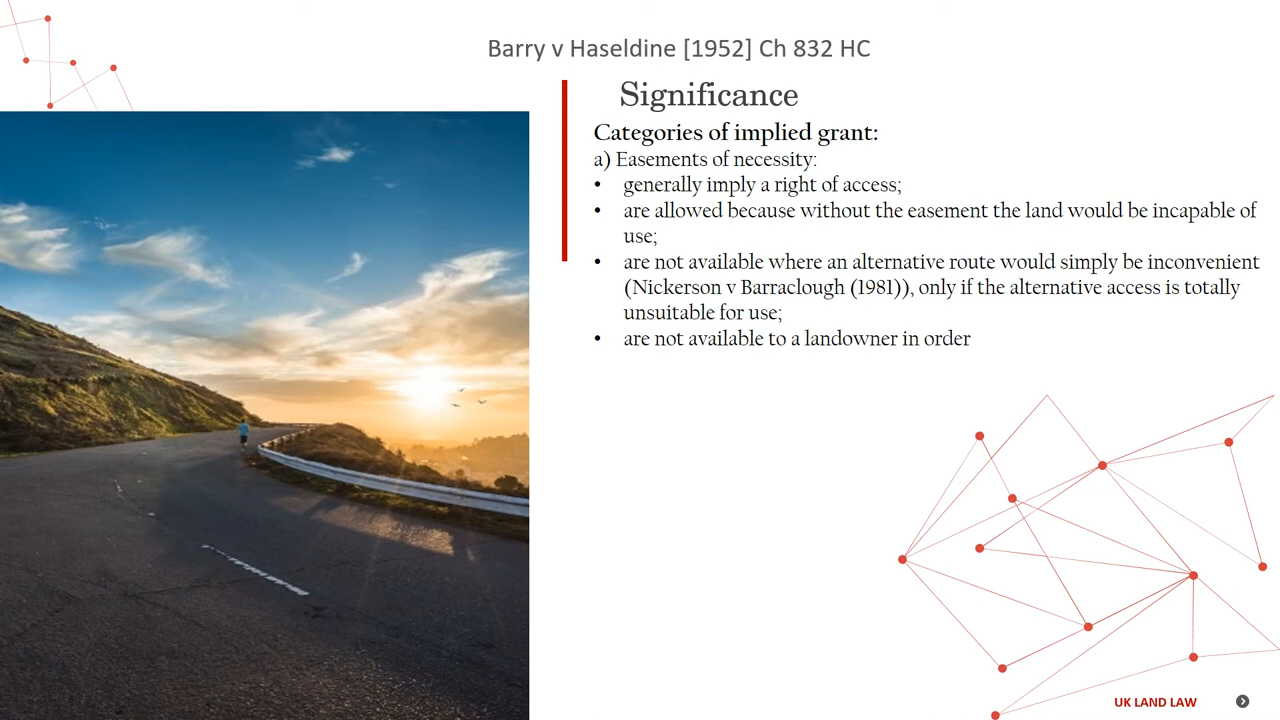 Barry v Haseldine [1952] Ch 832 HC
Significance
Categories of implied grant:
a) Easements of necessity:
• generally imply a right of access;
• are allowed because without the easement the land would be incapable of
use;
• are not available where an alternative route would simply be inconvenient
(Nickerson v Barraclough (1981)), only if the alternative access is totally
unsuitable for use;
• are not available to a landowner in order
UK LAND LAW